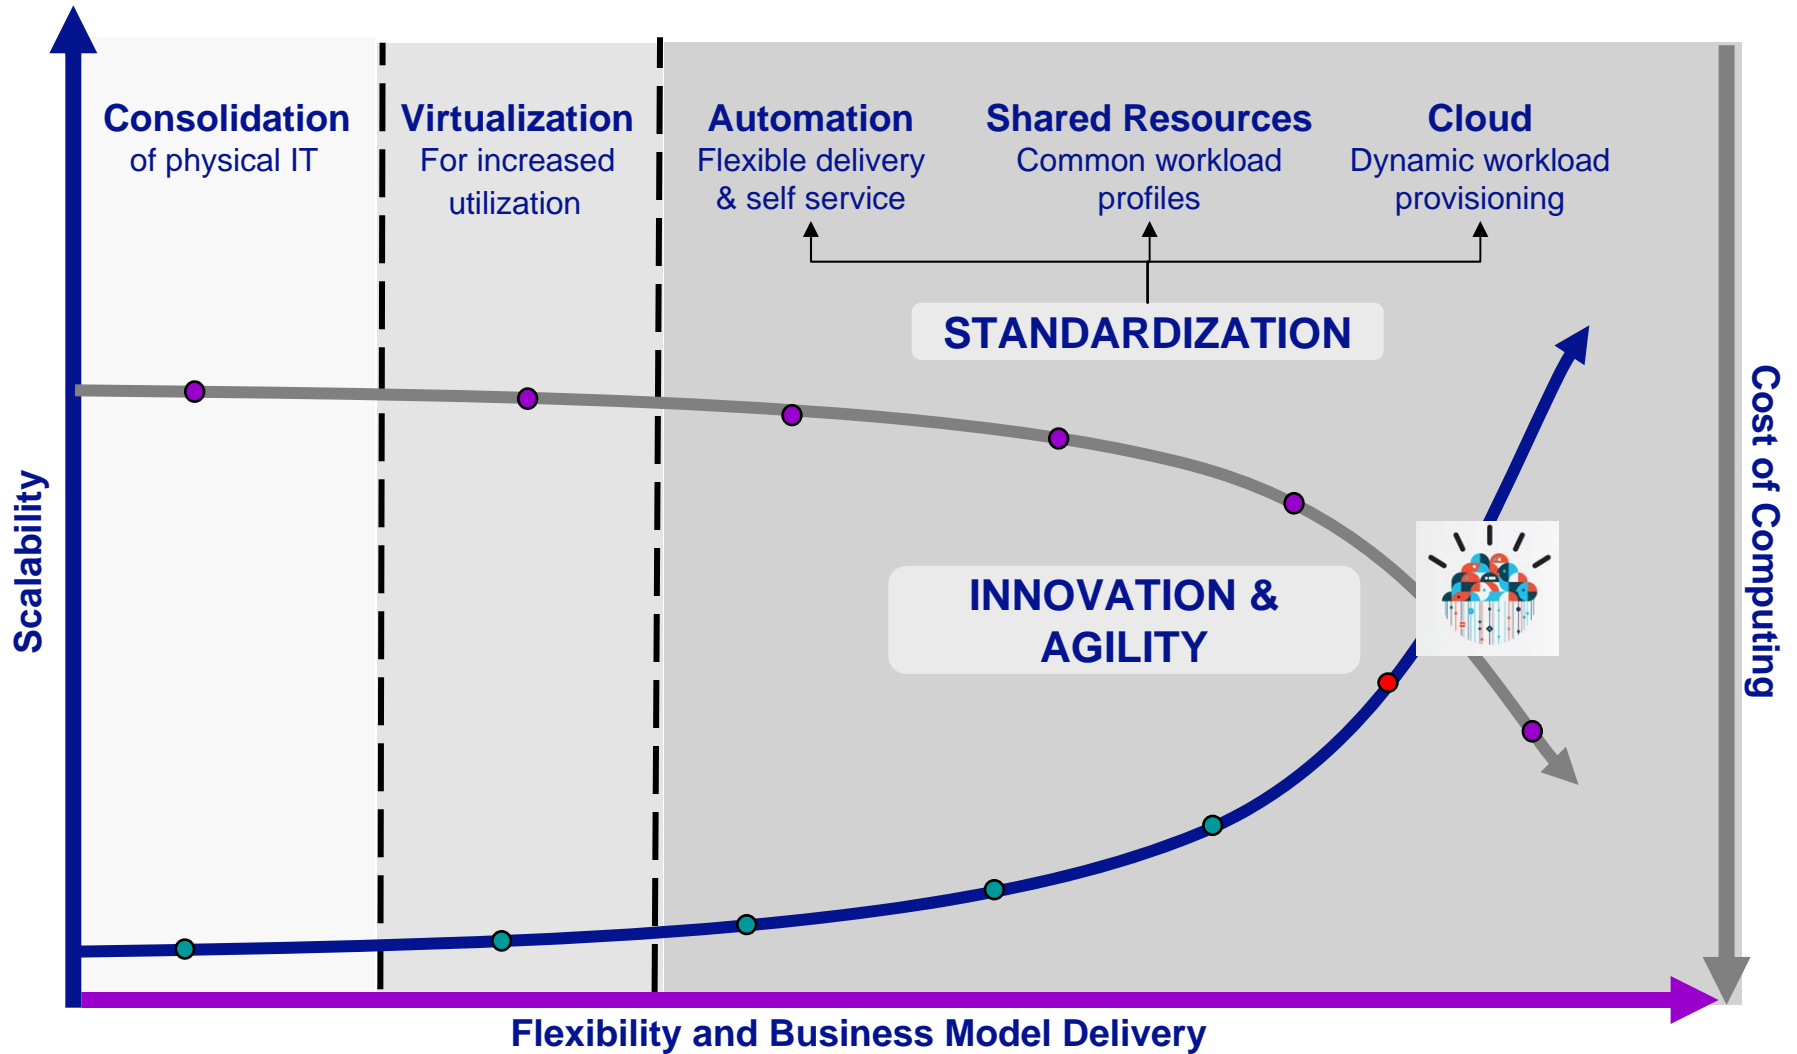 Consolidation
of physical IT
Virtualization
For increased
utilization
Automation
Flexible delivery
& self service
Shared Resources
Common workload
profiles
Cloud
Dynamic workload
provisioning
STANDARDIZATION
INNOVATION &
AGILITY
Scalability
Cost of Computing
Flexibility and Business Model Delivery